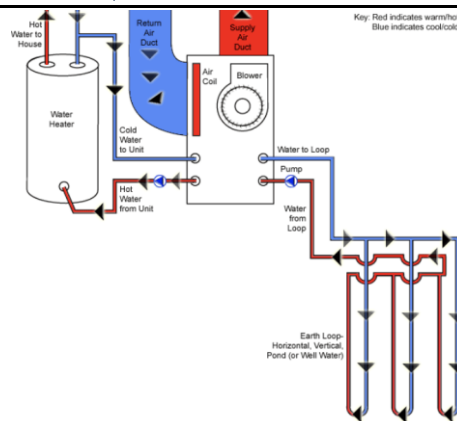 Hot
Water to
House
Return
Air
Duct
Supply
Air
Duct
Key: Red indicates warm/ho
Blue indicates cool/cold
Air
Coil
Blower
Water
Heater
Cold
Water
to Unit
Water to Loop
Hot
Water
from Unit
Pump
Water
from
Loop
Earth Loop-
Horizontal, Vertical,
Pond (or Well Water)